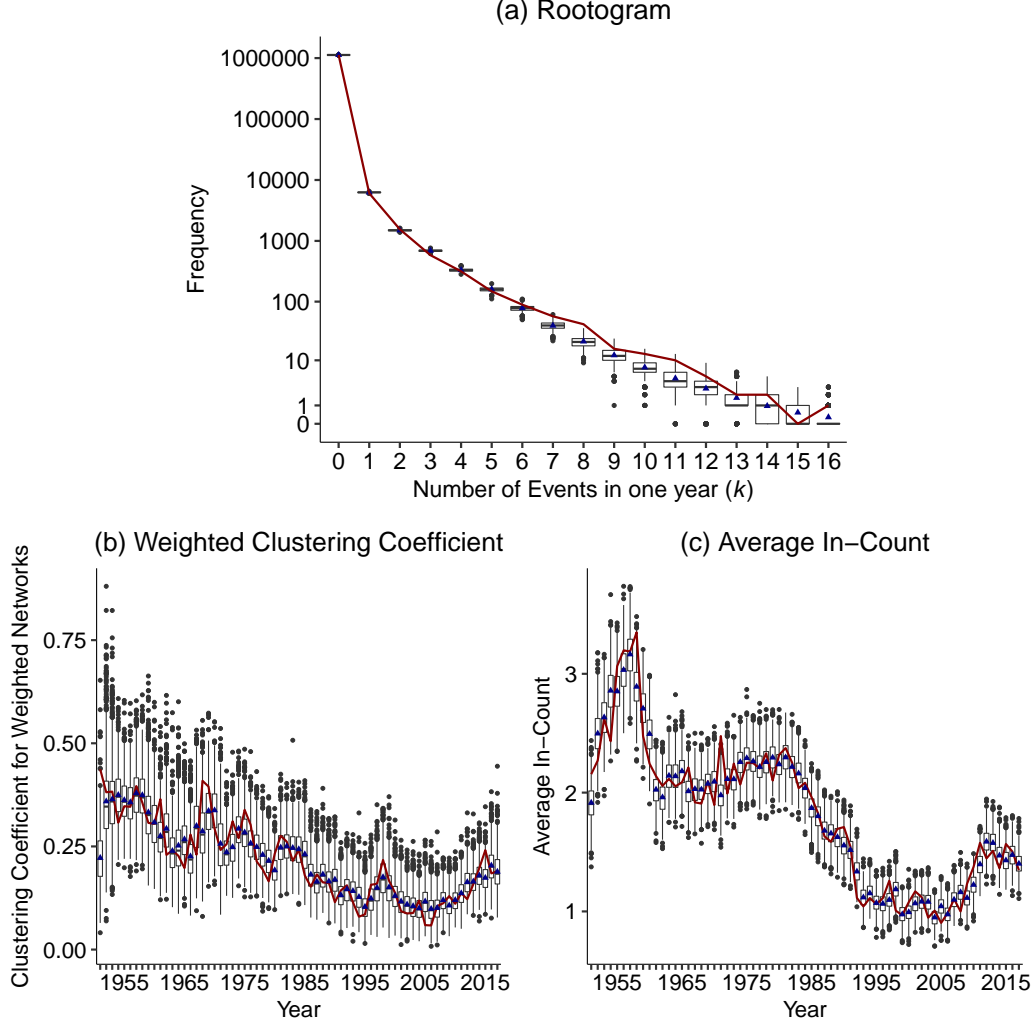 (a) Rootogram
1000000
100000
10000
1000
100
10
1
0
Frequency
0 1 2 3 4 5 6 7 8 9 10 11 12 13 14 15 16
Number of Events in one year (k)
(b) Weighted Clustering Coefficient
Clustering Coefficient for Weighted Networks
0.75
0.50
0.25
0.00
1955 1965 1975 1985 1995 2005 2015
Year
(c) Average In−Count
Average In−Count
3
2
1
1955 1965 1975 1985 1995 2005 2015
Year